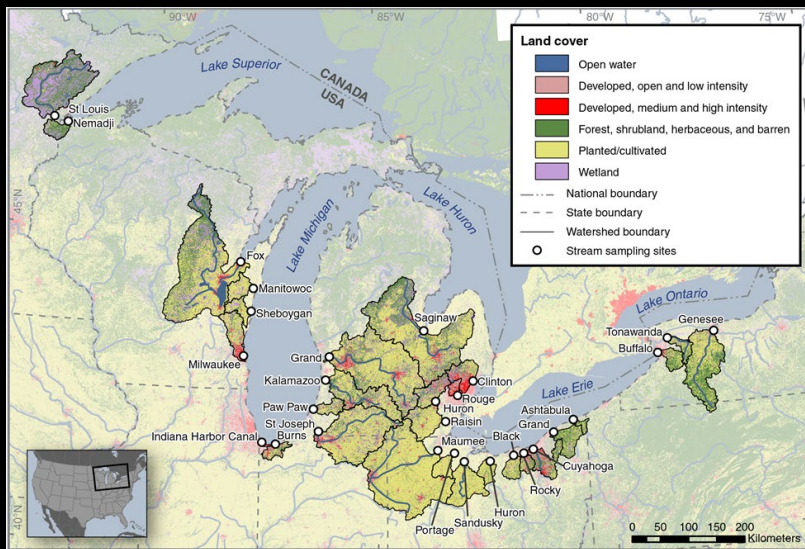 90°W
85°W
80°W
75°W
45°N
40°N
Lake Superior
CANADA
USA
St Louis
Nemadji
Lake Huron
Lake Michigan
Fox
Manitowoc
Sheboygan
Milwaukee
Saginaw
Grand
Kalamazoo
Clinton
Rouge
Paw Paw
Huron
Raisin
St Joseph
Indiana Harbor Canal
Burns
Maumee
Portage
Sandusky
Huron
Black
Rocky
Cuyahoga
Grand
Ashtabula
Lake Erie
Lake Ontario
Tonawanda
Genesee
Buffalo
Land cover
Open water
Developed, open and low intensity
Developed, medium and high intensity
Forest, shrubland, herbaceous, and barren
Planted/cultivated
Wetland
National boundary
State boundary
Watershed boundary
Stream sampling sites
0 50 100 150 200
Kilometers